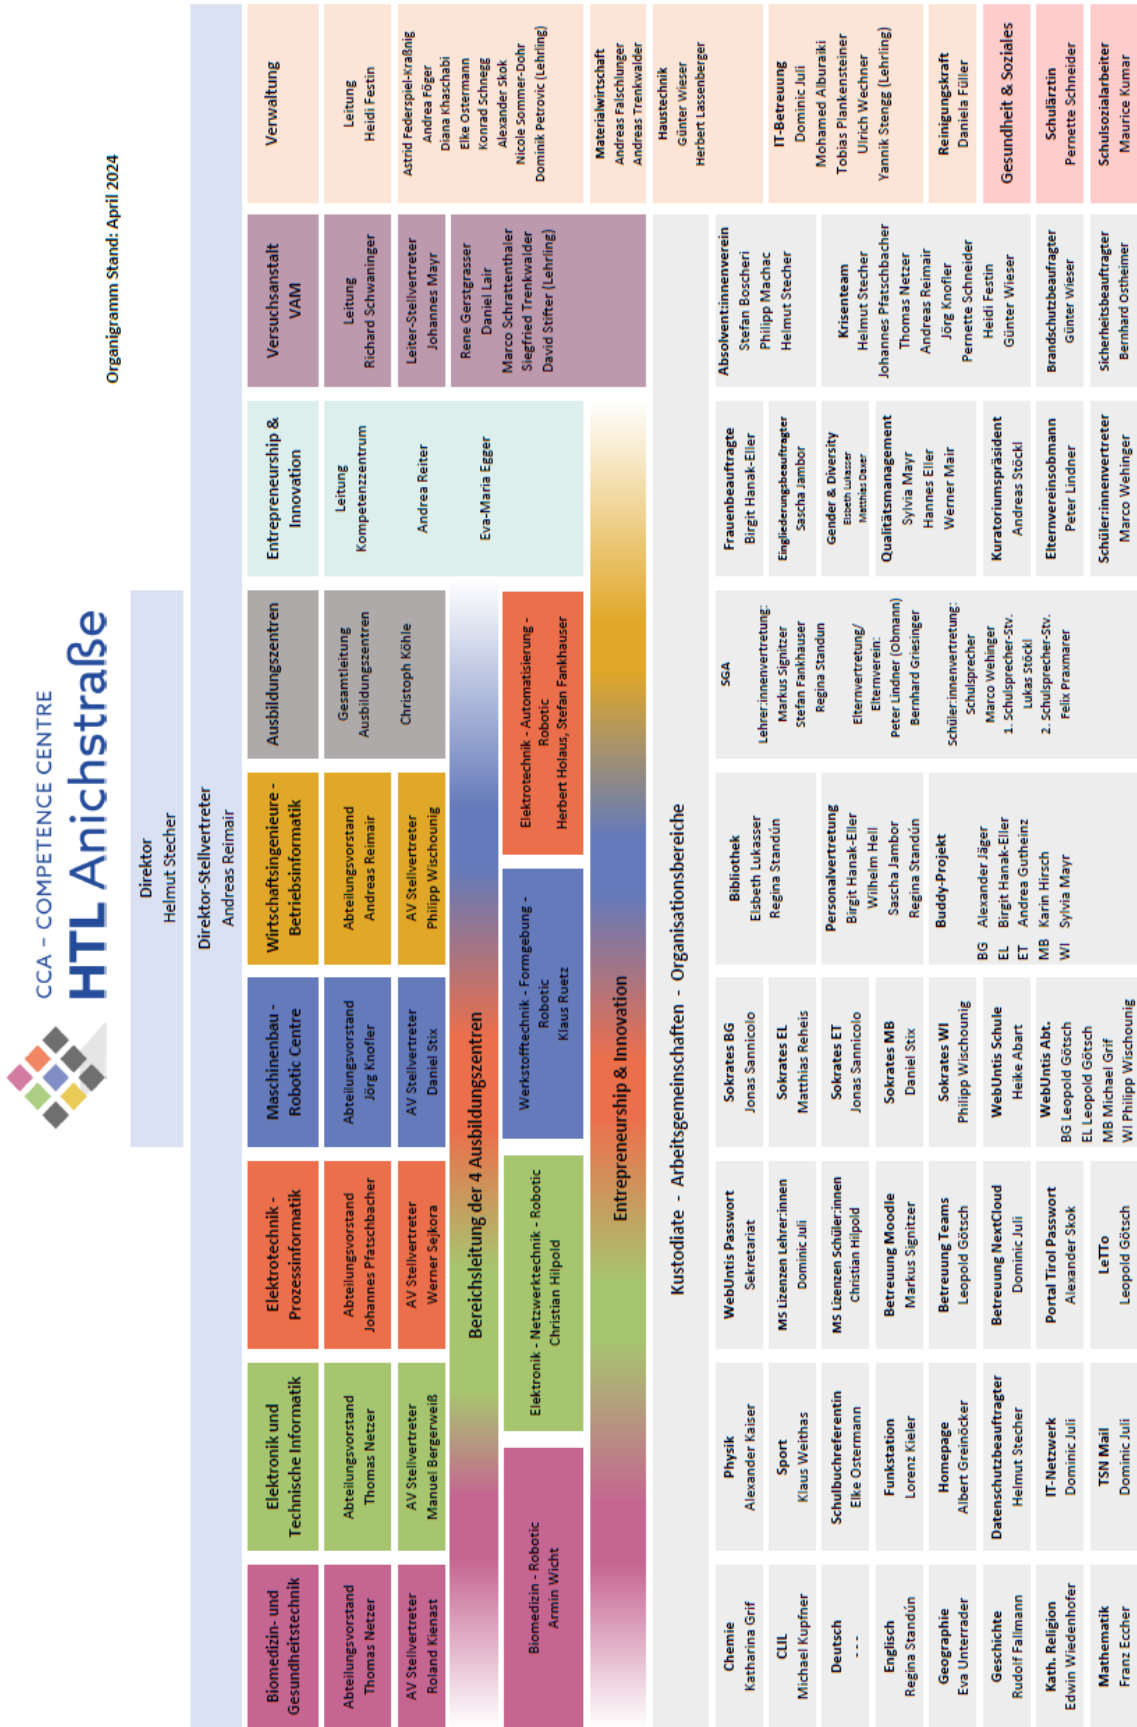 CCA – COMPETENCE CENTRE
HTL Anichstraße
Organigramm Stand: April 2024
Direktor
Helmut Stecher
Direktor-Stellvertreter
Andreas Reimair
Biomedizin- und
Gesundheitstechnik
Abteilungsvorstand
Thomas Netzer
AV Stellvertreter
Roland Kienast
Elektronik und
Technische Informatik
Abteilungsvorstand
Thomas Netzer
AV Stellvertreter
Manuel Bergerweiß
Elektrotechnik -
Prozessinformatik
Abteilungsvorstand
Johannes Pfatschbacher
AV Stellvertreter
Werner Sejkora
Maschinenbau -
Robotic Centre
Abteilungsvorstand
Jörg Knofler
AV Stellvertreter
Daniel Stix
Wirtschaftsingenieure -
Betriebsinformatik
Abteilungsvorstand
Andreas Reimair
AV Stellvertreter
Philipp Wischounig
Ausbildungszentren
Gesamtleitung
Ausbildungszentren
Christoph Köhle
Entrepreneurship &
Innovation
Leitung
Kompetenzzentrum
Andrea Reiter
Eva-Maria Egger
Versuchsanstalt
VAM
Leitung
Richard Schwaninger
Leiter-Stellvertreter
Johannes Mayr
Rene Gerstgrasser
Daniel Lair
Marco Schrattenthaler
Siegfried Trenkwalder
David Stifter (Lehrling)
Verwaltung
Leitung
Heidi Festin
Astrid Federspiel-Kraßnig
Andrea Föger
Diana Khaschabi
Elke Ostermann
Konrad Schnegg
Alexander Skok
Nicole Sommer-Dohr
Dominik Petrovic (Lehrling)
Materialwirtschaft
Andreas Falschlunger
Andreas Trenkwalder
Haustechnik
Günter Wieser
Herbert Lassenberger
IT-Betreuung
Dominic Juli
Mohamed Alburaiki
Tobias Plankensteiner
Ulrich Wechner
Yannik Stengg (Lehrling)
Reinigungskraft
Daniela Füller
Gesundheit & Soziales
Schulärztin
Pernette Schneider
Schulsozialarbeiter
Maurice Kumar
Bereichsleitung der 4 Ausbildungszentren
Biomedizin - Robotic
Armin Wicht
Elektronik - Netzwerktechnik - Robotic
Christian Hilpold
Werkstofftechnik - Formgebung -
Robotic
Klaus Ruetz
Elektrotechnik - Automatisierung -
Robotic
Herbert Holaus, Stefan Fankhauser
Entrepreneurship & Innovation
Kustodiate - Arbeitsgemeinschaften - Organisationsbereiche
Chemie
Katharina Grif
CLIL
Michael Kupfner
Deutsch
- - -
Englisch
Regina Standún
Geographie
Eva Unterrader
Geschichte
Rudolf Fallmann
Kath. Religion
Edwin Wiedenhofer
Mathematik
Franz Eccher
Physik
Alexander Kaiser
Sport
Klaus Weithas
Schulbuchreferentin
Elke Ostermann
Funkstation
Lorenz Kieler
Homepage
Albert Greinöcker
Datenschutzbeauftragter
Helmut Stecher
IT-Netzwerk
Dominic Juli
TSN Mail
Dominic Juli
WebUntis Passwort
Sekretariat
MS Lizenzen Lehrer:innen
Dominic Juli
MS Lizenzen Schüler:innen
Christian Hilpold
Betreuung Moodle
Markus Signitzer
Betreuung Teams
Leopold Götsch
Betreuung NextCloud
Dominic Juli
Portal Tirol Passwort
Alexander Skok
LeTTo
Leopold Götsch
Sokrates BG
Jonas Sannicolo
Sokrates EL
Matthias Reheis
Sokrates ET
Jonas Sannicolo
Sokrates MB
Daniel Stix
Sokrates WI
Philipp Wischounig
WebUntis Schule
Heike Abart
WebUntis Abt.
BG Leopold Götsch
EL Leopold Götsch
MB Michael Grif
WI Philipp Wischounig
Bibliothek
Elsbeth Lukasser
Regina Standún
Personalvertretung
Birgit Hanak-Eller
Wilhelm Hell
Sascha Jambor
Regina Standún
Buddy-Projekt
BG Alexander Jäger
EL Birgit Hanak-Eller
ET Andrea Gutheinz
MB Karin Hirsch
WI Sylvia Mayr
SGA
Lehrer:innenvertretung:
Markus Signitzer
Stefan Fankhauser
Regina Standun
Elternvertretung/
Elternverein:
Peter Lindner (Obmann)
Bernhard Griesinger
Schüler:innenvertretung:
Schulsprecher
Marco Wehinger
1. Schulsprecher-Stv.
Lukas Stöckl
2. Schulsprecher-Stv.
Felix Praxmarer
Frauenbeauftragte
Birgit Hanak-Eller
Eingliederungsbeauftragter
Sascha Jambor
Gender & Diversity
Elsbeth Lukasser
Matthias Daxer
Qualitätsmanagement
Sylvia Mayr
Hannes Eller
Werner Mair
Kuratoriumspräsident
Andreas Stöckl
Elternvereinsobmann
Peter Lindner
Schüler:innenvertreter
Marco Wehinger
Absolvent:innenverein
Stefan Boscheri
Philipp Machac
Helmut Stecher
Krisenteam
Helmut Stecher
Johannes Pfatschbacher
Thomas Netzer
Andreas Reimair
Jörg Knofler
Pernette Schneider
Heidi Festin
Günter Wieser
Brandschutzbeauftragter
Günter Wieser
Sicherheitsbeauftragter
Bernhard Ostheimer